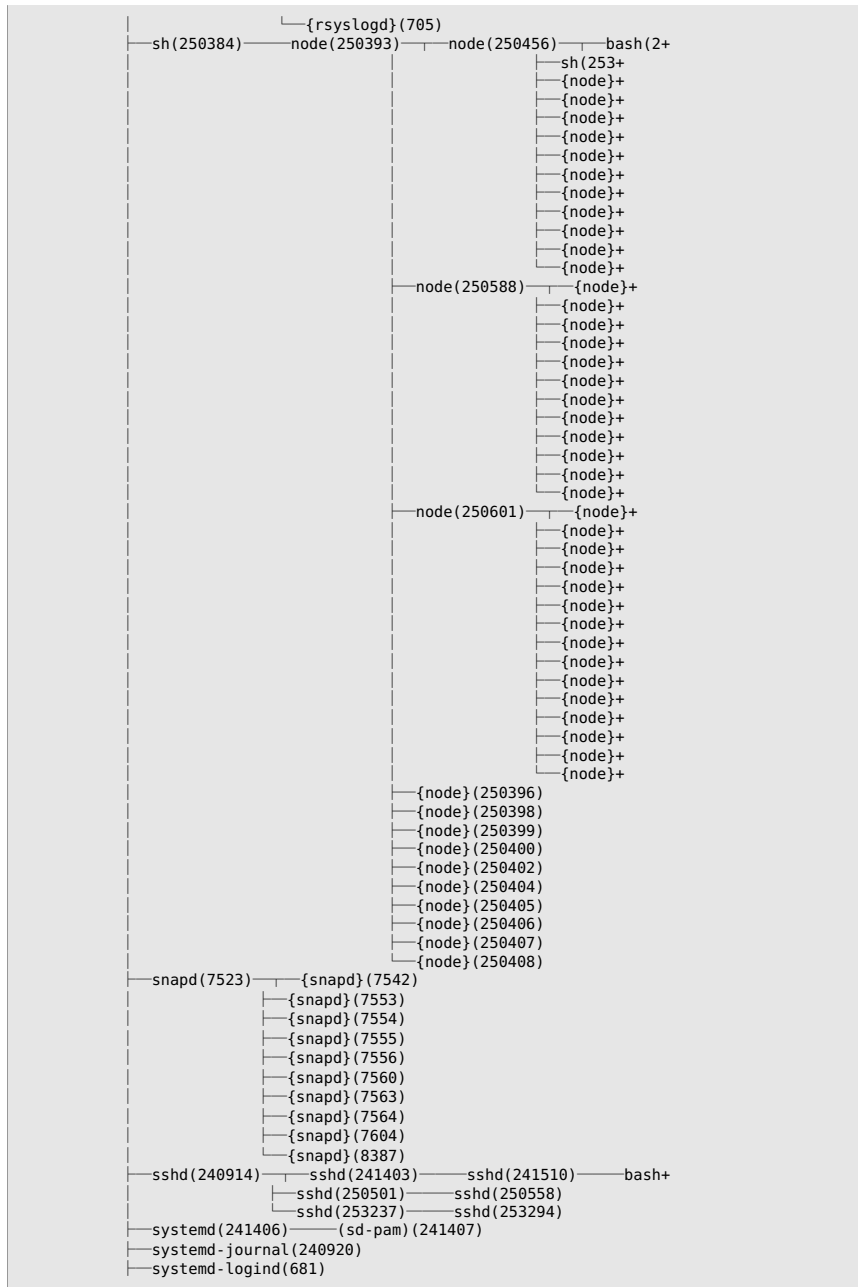 │ └──{rsyslogd}(705)
├──sh(250384)────node(250393)──┬──node(250456)──┬──bash(2+
│ │ ├──sh(253+
│ │ ├──{node}+
│ │ ├──{node}+
│ │ ├──{node}+
│ │ ├──{node}+
│ │ ├──{node}+
│ │ ├──{node}+
│ │ ├──{node}+
│ │ ├──{node}+
│ │ ├──{node}+
│ │ ├──{node}+
│ │ └──{node}+
│ ├──node(250588)──┬──{node}+
│ │ ├──{node}+
│ │ ├──{node}+
│ │ ├──{node}+
│ │ ├──{node}+
│ │ ├──{node}+
│ │ ├──{node}+
│ │ ├──{node}+
│ │ ├──{node}+
│ │ ├──{node}+
│ │ ├──{node}+
│ │ └──{node}+
│ ├──node(250601)──┬──{node}+
│ │ ├──{node}+
│ │ ├──{node}+
│ │ ├──{node}+
│ │ ├──{node}+
│ │ ├──{node}+
│ │ ├──{node}+
│ │ ├──{node}+
│ │ ├──{node}+
│ │ ├──{node}+
│ │ ├──{node}+
│ │ ├──{node}+
│ │ ├──{node}+
│ │ ├──{node}+
│ │ └──{node}+
│ ├──{node}(250396)
│ ├──{node}(250398)
│ ├──{node}(250399)
│ ├──{node}(250400)
│ ├──{node}(250402)
│ ├──{node}(250404)
│ ├──{node}(250405)
│ ├──{node}(250406)
│ ├──{node}(250407)
│ └──{node}(250408)
├──snapd(7523)──┬──{snapd}(7542)
│ ├──{snapd}(7553)
│ ├──{snapd}(7554)
│ ├──{snapd}(7555)
│ ├──{snapd}(7556)
│ ├──{snapd}(7560)
│ ├──{snapd}(7563)
│ ├──{snapd}(7564)
│ ├──{snapd}(7604)
│ └──{snapd}(8387)
├──sshd(240914)──┬──sshd(241403)────sshd(241510)────bash+
│ ├──sshd(250501)────sshd(250558)
│ └──sshd(253237)────sshd(253294)
├──systemd(241406)────(sd-pam)(241407)
├──systemd-journal(240920)
├──systemd-logind(681)